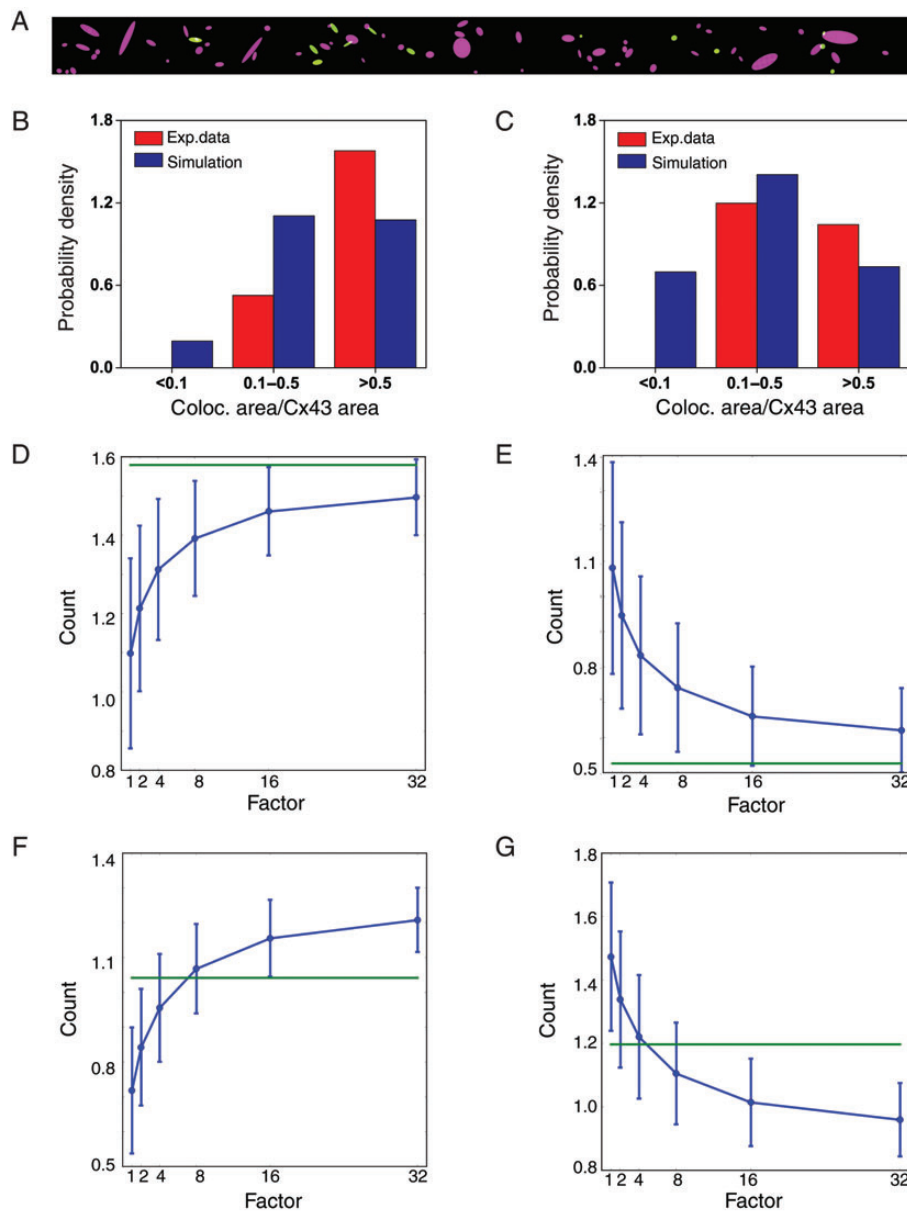 A
B
1.8
Exp.data
Simulation
1.2
0.6
0.0
Probability density
<0.1
0.1–0.5
>0.5
Coloc. area/Cx43 area
C
1.8
Exp.data
Simulation
1.2
0.6
0.0
Probability density
<0.1
0.1–0.5
>0.5
Coloc. area/Cx43 area
D
1.6
1.4
1.2
1.0
0.8
Count
1 2 4 8 16 32
Factor
E
1.4
1.1
0.8
0.5
Count
1 2 4 8 16 32
Factor
F
1.4
1.1
0.8
0.5
Count
1 2 4 8 16 32
Factor
G
1.8
1.6
1.4
1.2
1.0
0.8
Count
1 2 4 8 16 32
Factor